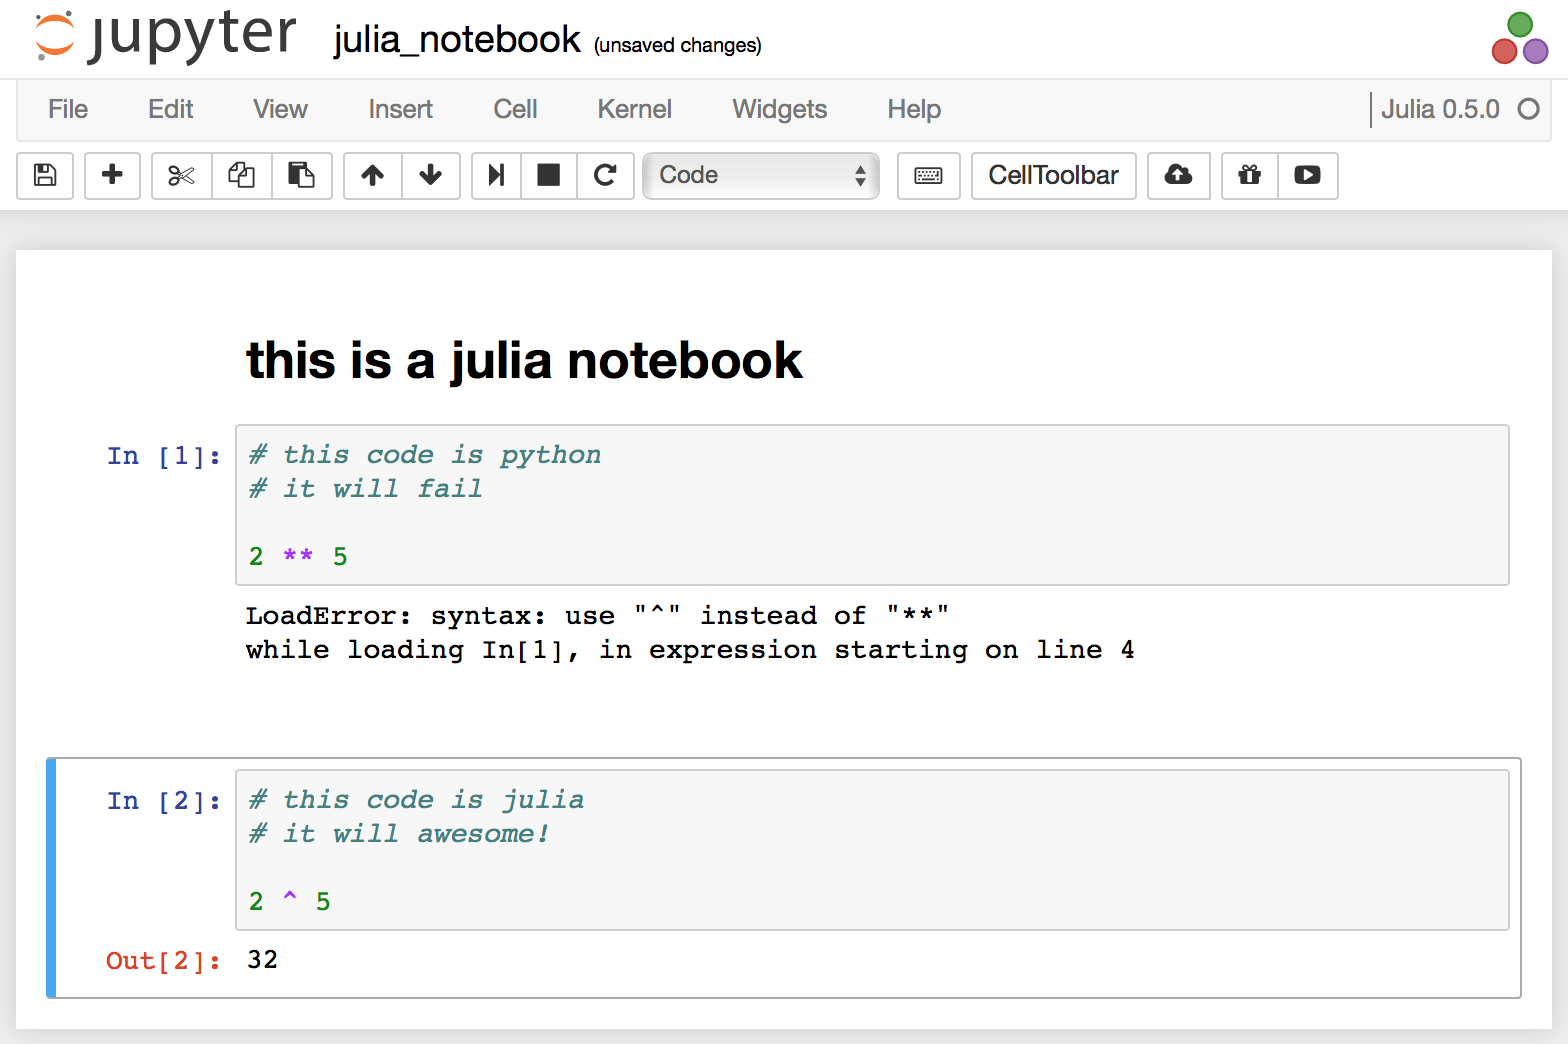 jupyter julia_notebook (unsaved changes)
File Edit View Insert Cell Kernel Widgets Help Julia 0.5.0
Code CellToolbar
this is a julia notebook
In [1]: # this code is python
# it will fail
2 ** 5
LoadError: syntax: use "^" instead of "**"
while loading In[1], in expression starting on line 4
In [2]: # this code is julia
# it will awesome!
2 ^ 5
Out[2]: 32